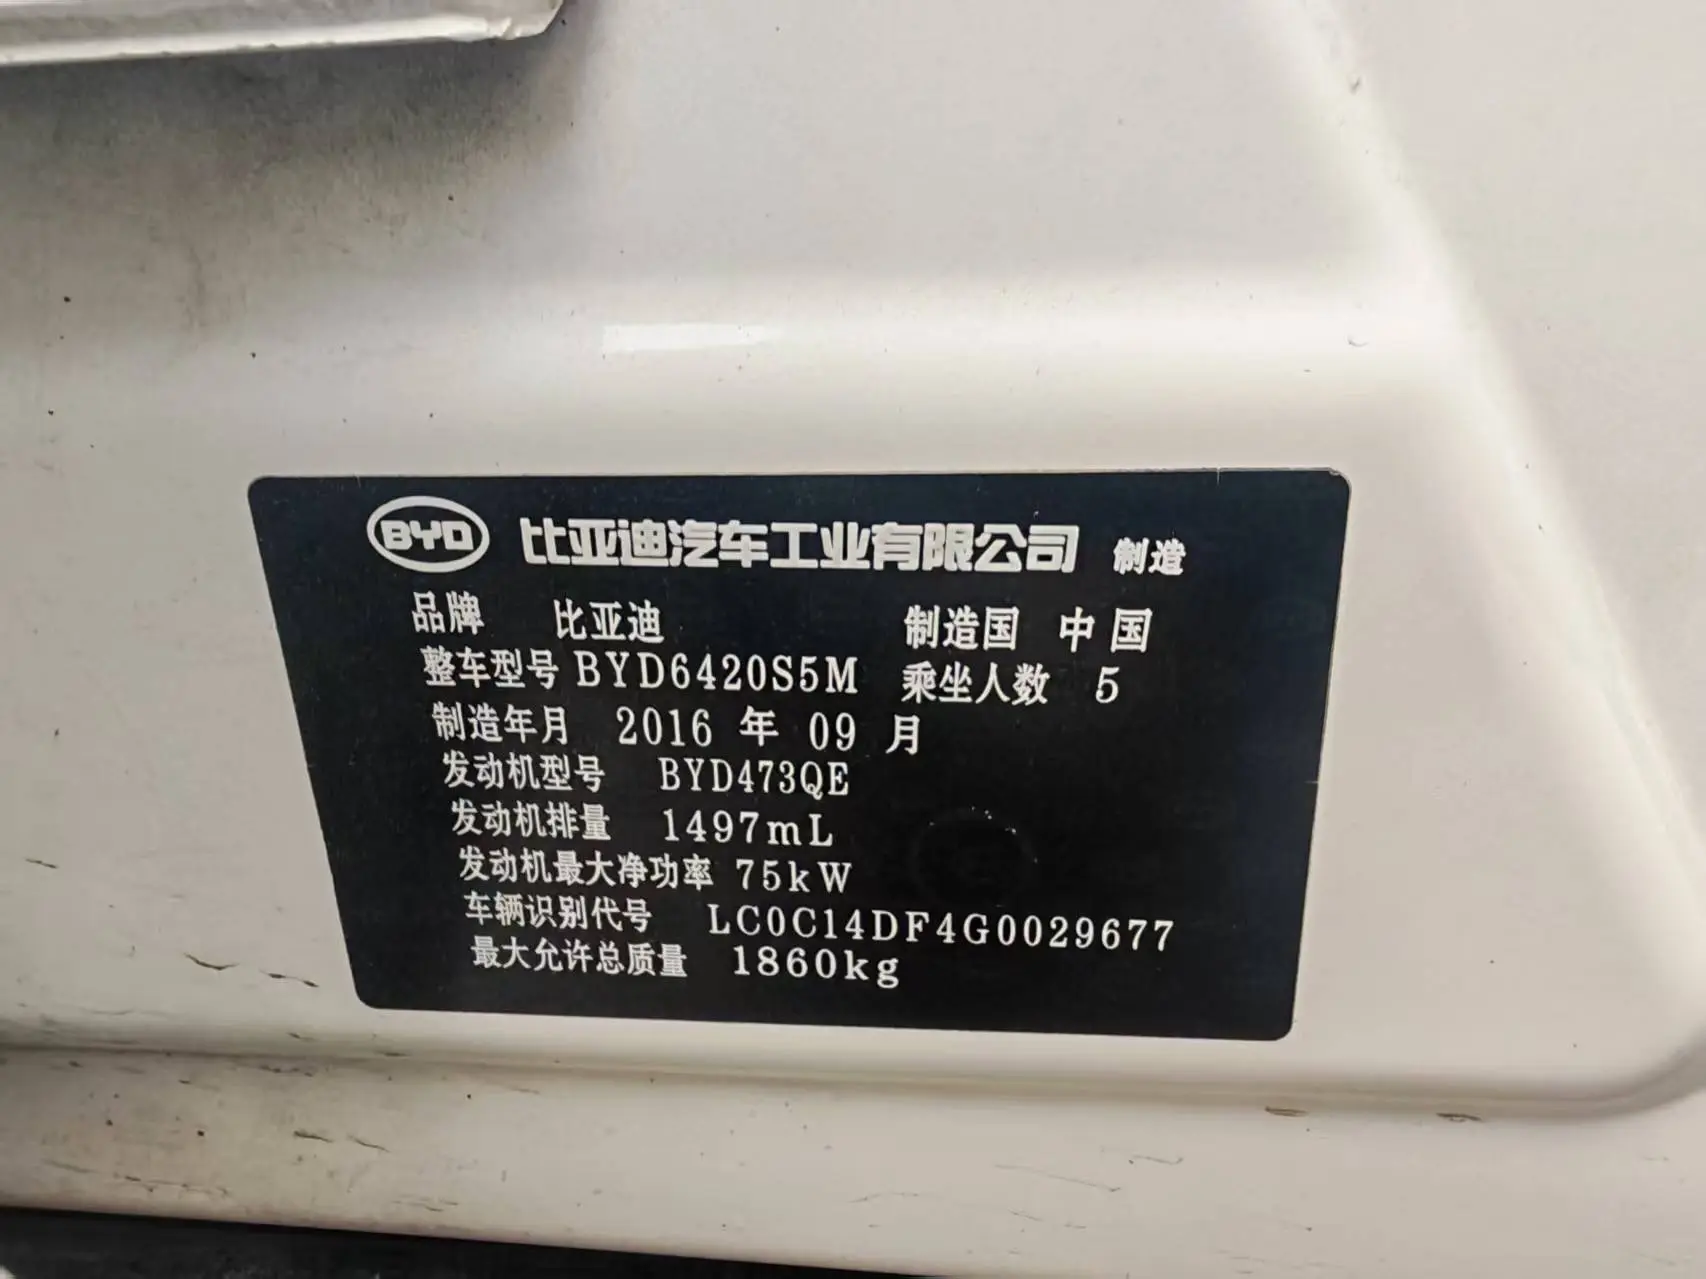 BYD 比亚迪汽车工业有限公司 制造
品牌 比亚迪 制造国 中国
整车型号 BYD6420S5M 乘坐人数 5
制造年月 2016 年 09 月
发动机型号 BYD473QE
发动机排量 1497mL
发动机最大净功率 75kW
车辆识别代号 LC0C14DF4G0029677
最大允许总质量 1860kg